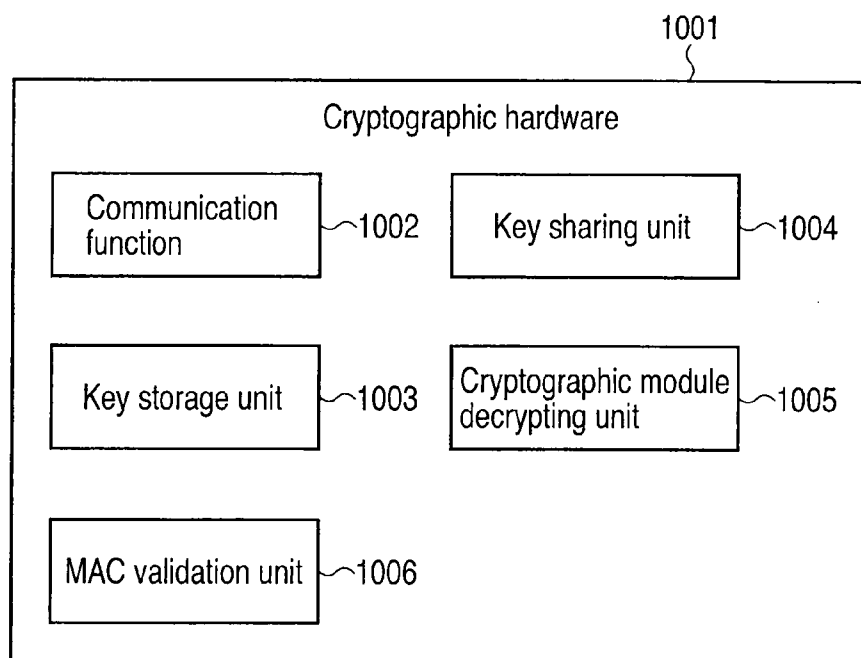 1001
Cryptographic hardware
Communication
function
1002
Key sharing unit
1004
Key storage unit
1003
Cryptographic module
decrypting unit
1005
MAC validation unit
1006